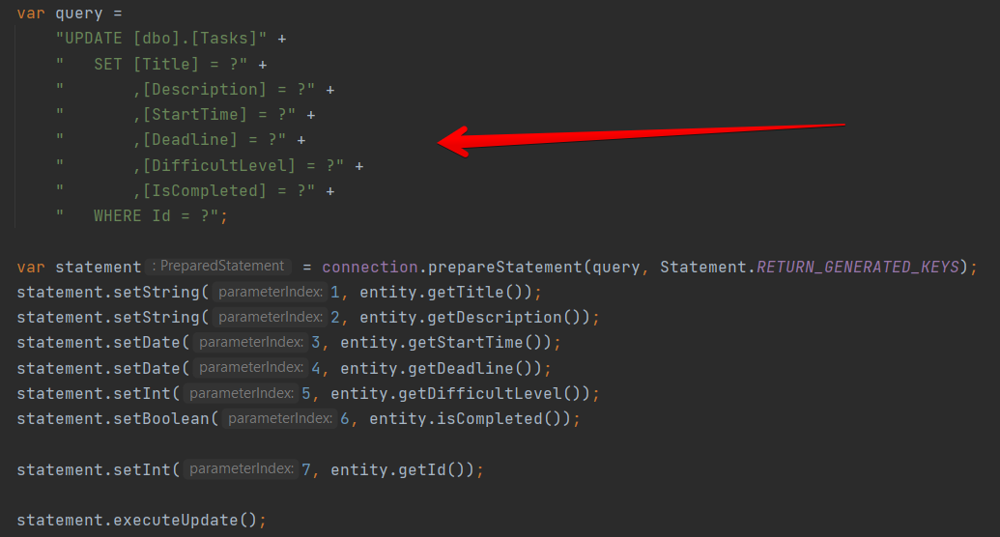 var query =
"UPDATE [dbo].[Tasks]" +
"   SET [Title] = ?" +
"       ,[Description] = ?" +
"       ,[StartTime] = ?" +
"       ,[Deadline] = ?" +
"       ,[DifficultLevel] = ?" +
"       ,[IsCompleted] = ?" +
"   WHERE Id = ?";
var statement : PreparedStatement = connection.prepareStatement(query, Statement.RETURN_GENERATED_KEYS);
statement.setString( parameterIndex: 1, entity.getTitle());
statement.setString( parameterIndex: 2, entity.getDescription());
statement.setDate( parameterIndex: 3, entity.getStartTime());
statement.setDate( parameterIndex: 4, entity.getDeadline());
statement.setInt( parameterIndex: 5, entity.getDifficultLevel());
statement.setBoolean( parameterIndex: 6, entity.isCompleted());
statement.setInt( parameterIndex: 7, entity.getId());
statement.executeUpdate();